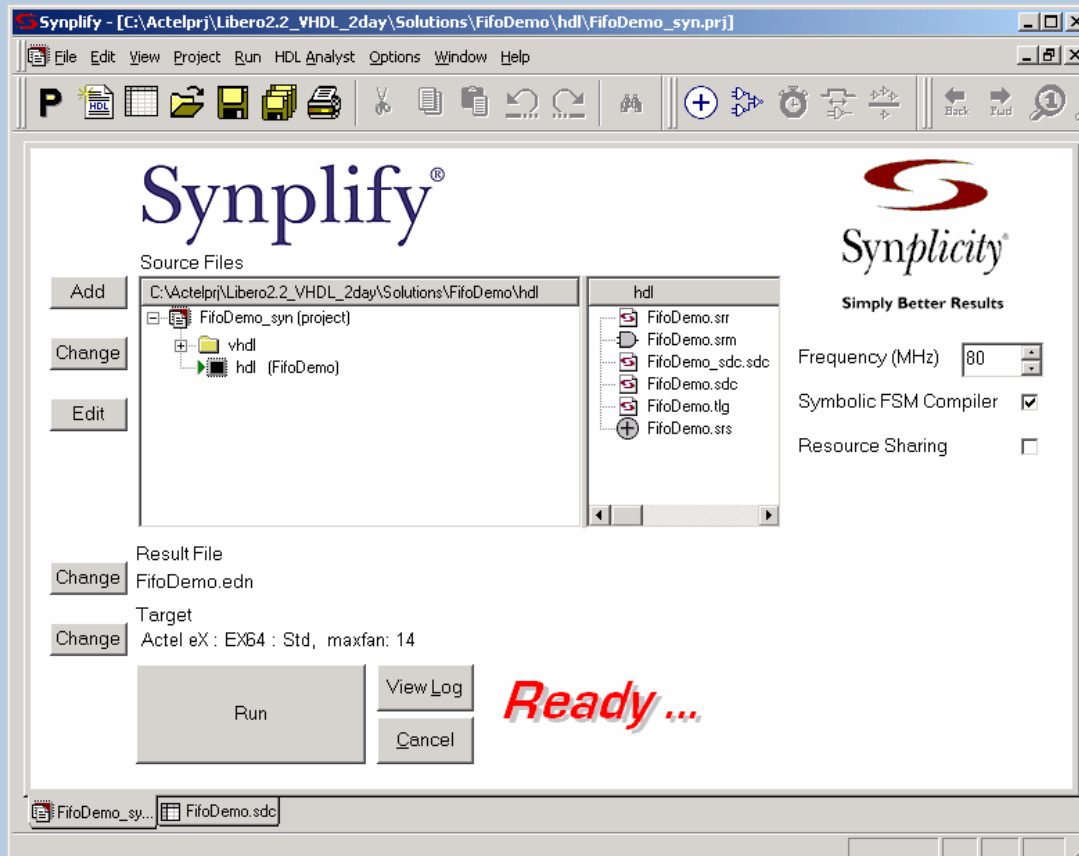 Synplify - [C:\Actelprj\Libero2.2_VHDL_2day\Solutions\FifoDemo\hdl\FifoDemo_syn.prj]
File Edit View Project Run HDL Analyst Options Window Help
P HDL Back Fwd 1
Synplify®
Synplicity®
Simply Better Results
Source Files
Add
Change
Edit
C:\Actelprj\Libero2.2_VHDL_2day\Solutions\FifoDemo\hdl
FifoDemo_syn (project)
vhdl
hdl (FifoDemo)
hdl
FifoDemo.srr
FifoDemo.srm
FifoDemo_sdc.sdc
FifoDemo.sdc
FifoDemo.tlg
FifoDemo.srs
Frequency (MHz) 80
Symbolic FSM Compiler
Resource Sharing
Result File
Change FifoDemo.edn
Target
Change Actel eX : EX64 : Std, maxfan: 14
Run
View Log
Cancel
Ready ...
FifoDemo_sy... FifoDemo.sdc